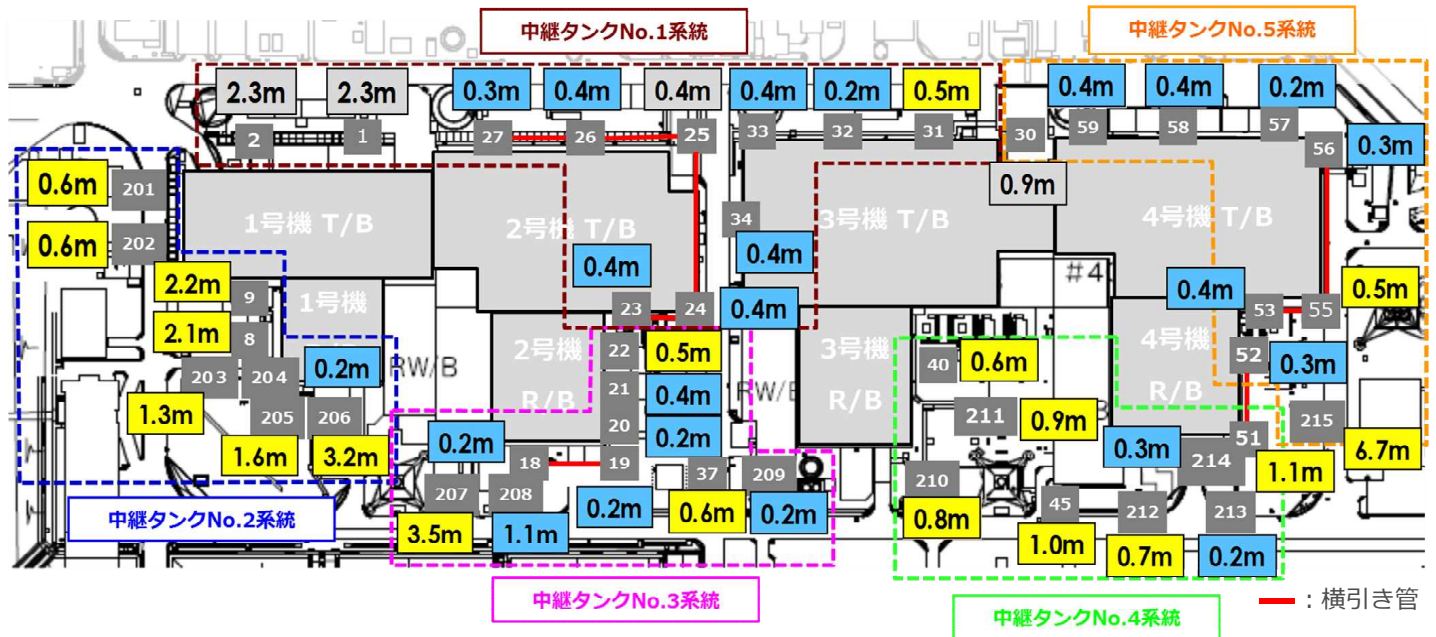 中継タンクNo.1系統
中継タンクNo.5系統
2.3m 2.3m 0.3m 0.4m 0.4m 0.4m 0.2m 0.5m 0.4m 0.4m 0.2m
2 1 27 26 25 33 32 31 30 59 58 57 56 0.3m
0.6m 201
0.9m
0.6m 202
1号機 T/B 2号機 T/B 34 3号機 T/B 4号機 T/B
0.4m 0.4m #4
2.2m 9 1号機 23 24 0.4m 0.4m 53 55 0.5m
2.1m 8 2号機 22 0.5m 3号機 4号機 52 0.3m
203 204 0.2m RW/B 21 0.4m RW/ 40 0.6m
1.3m 205 206 R/B 20 0.2m R/B 211 0.9m R/B 215
1.6m 3.2m 0.2m 18 19 37 209 210 0.3m 214 51 1.1m 6.7m
207 208 0.2m 0.6m 0.2m 0.8m 45 212 213
中継タンクNo.2系統
3.5m 1.1m 1.0m 0.7m 0.2m
中継タンクNo.3系統
中継タンクNo.4系統
：横引き管